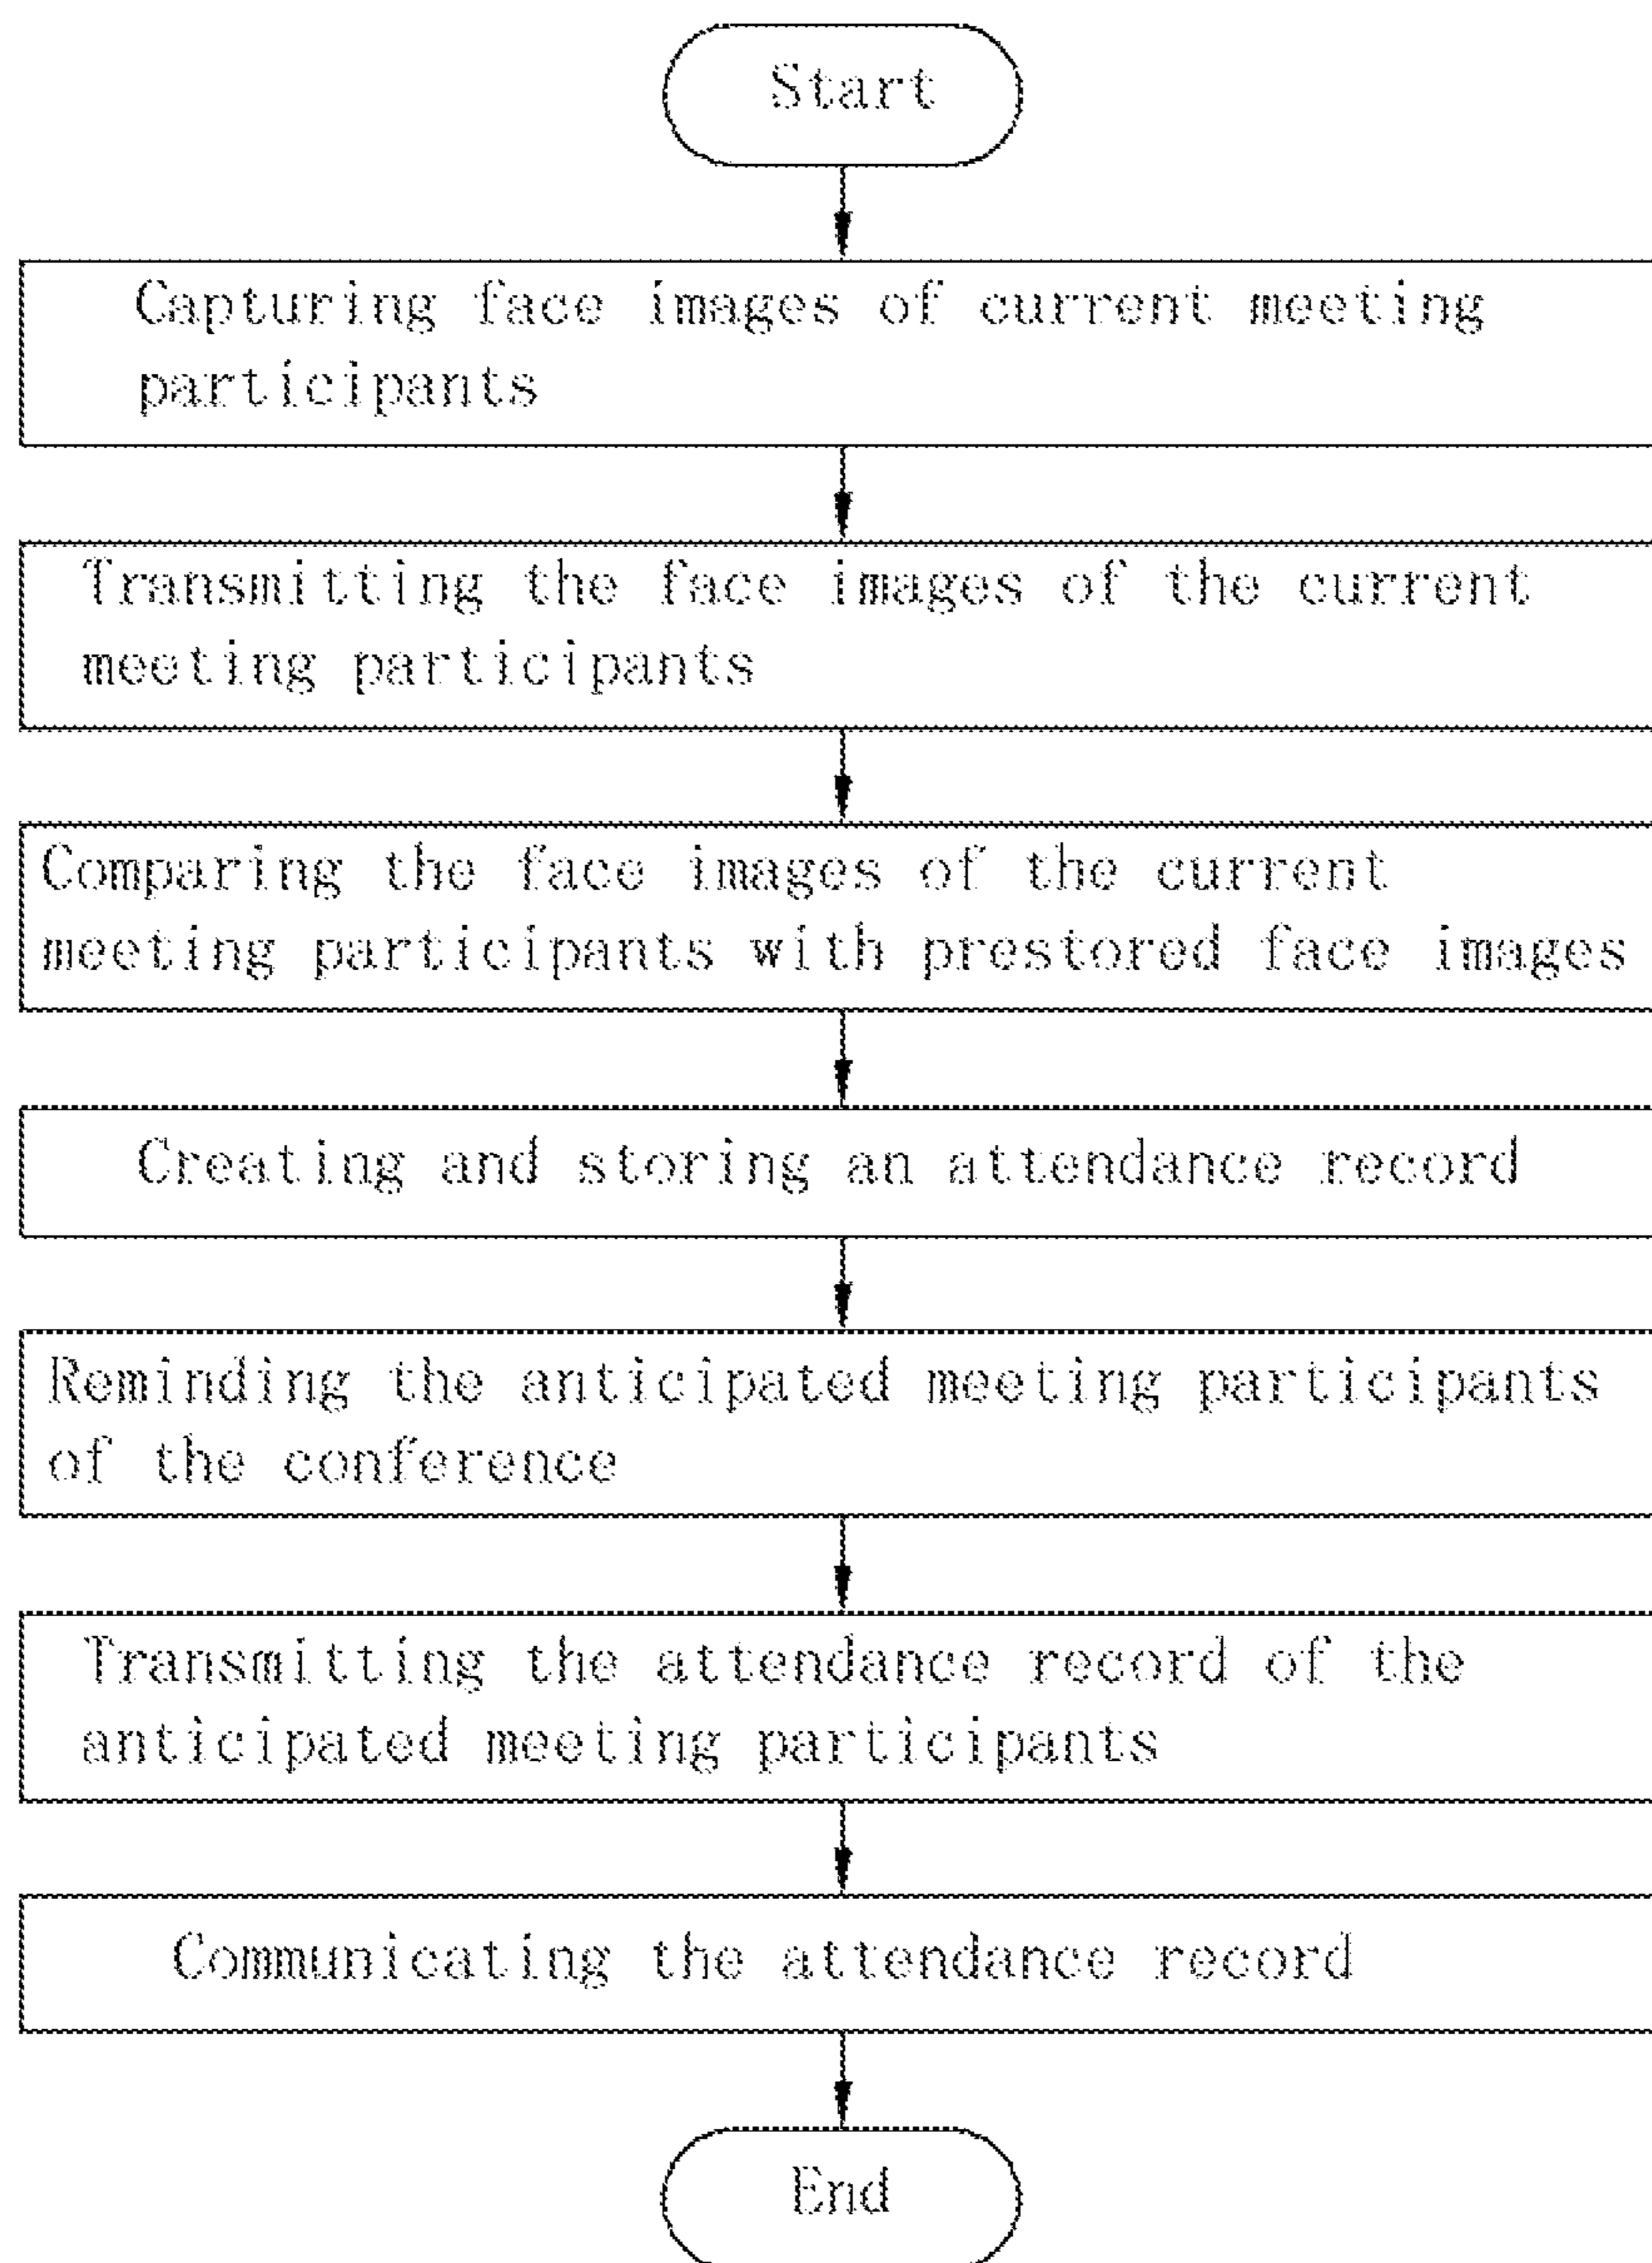 Start
Capturing face images of current meeting
participants
Transmitting the face images of the current
meeting participants
Comparing the face images of the current
meeting participants with prestored face images
Creating and storing an attendance record
Reminding the anticipated meeting participants
of the conference
Transmitting the attendance record of the
anticipated meeting participants
Communicating the attendance record
End